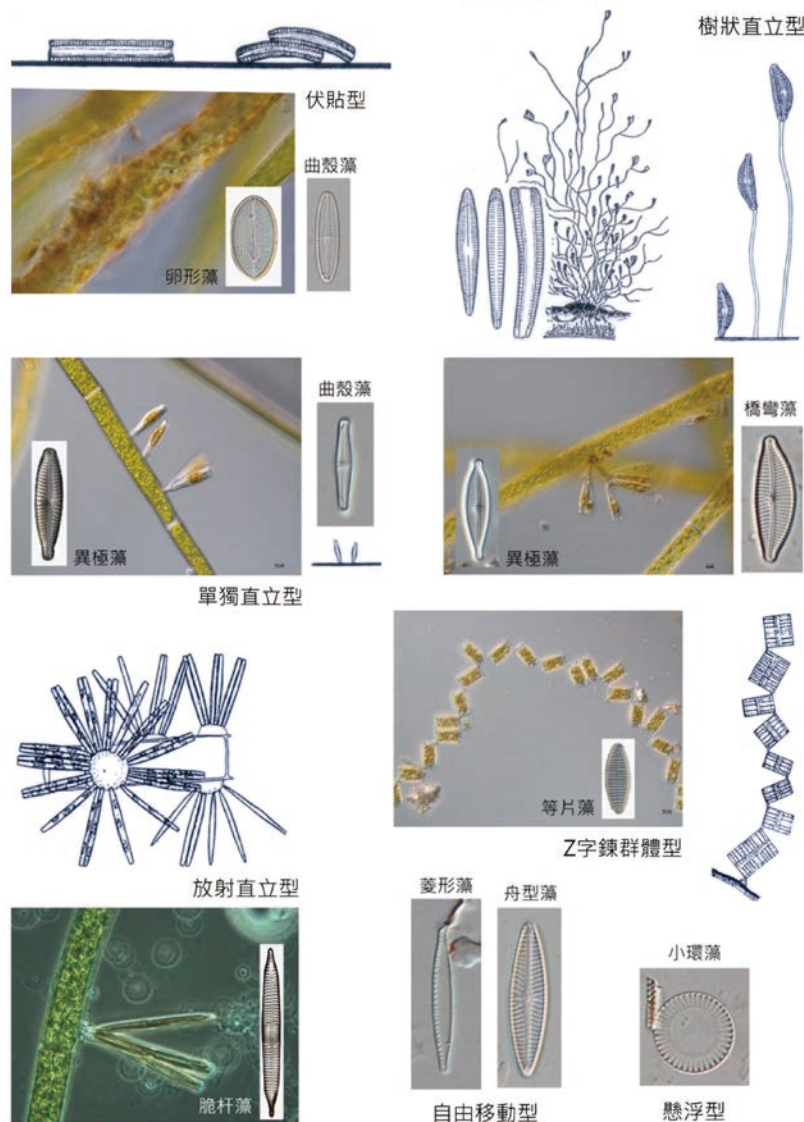 伏貼型
樹狀直立型
曲殼藻
卵形藻
曲殼藻
異極藻
單獨直立型
橋彎藻
異極藻
放射直立型
等片藻
Z字鍊群體型
脆杆藻
菱形藻
舟型藻
自由移動型
小環藻
懸浮型